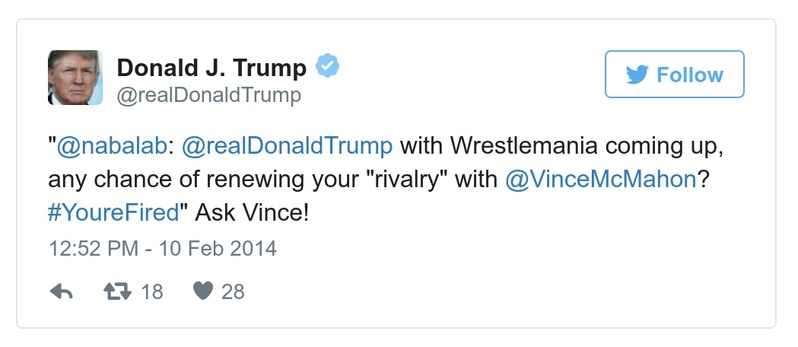 Donald J. Trump
@realDonaldTrump
Follow
"@nabalab: @realDonaldTrump with Wrestlemania coming up,
any chance of renewing your "rivalry" with @VinceMcMahon?
#YoureFired" Ask Vince!
12:52 PM - 10 Feb 2014
18 28